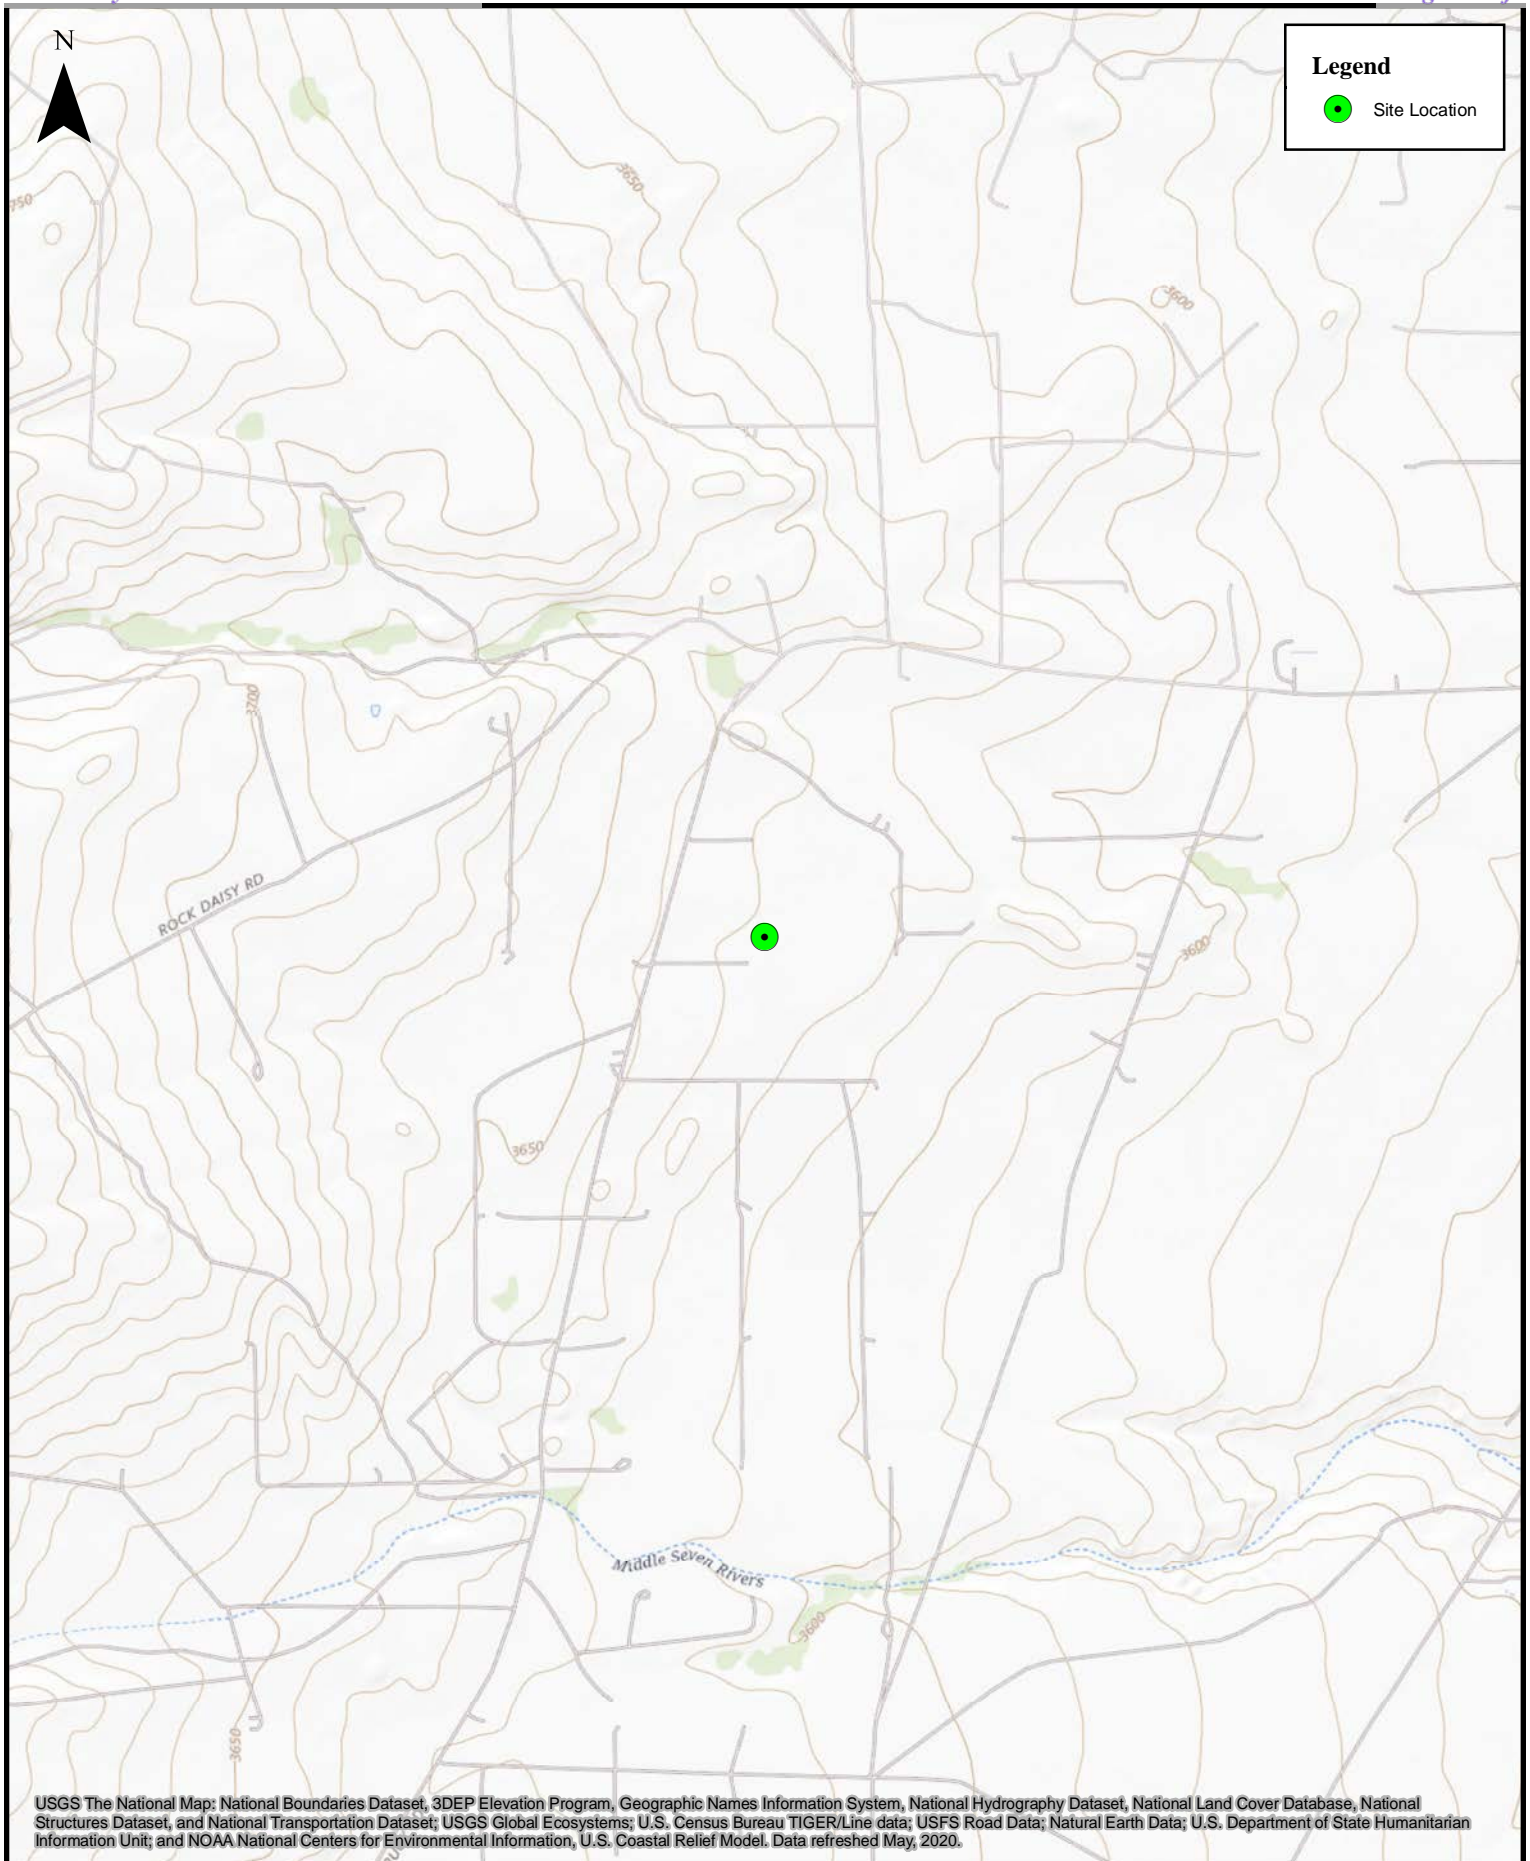 N
Legend
Site Location
3650
750
3600
3700
ROCK DAISY RD
3600
3650
Middle Seven Rivers
3600
3650
USGS The National Map: National Boundaries Dataset, 3DEP Elevation Program, Geographic Names Information System, National Hydrography Dataset, National Land Cover Database, National
Structures Dataset, and National Transportation Dataset; USGS Global Ecosystems; U.S. Census Bureau TIGER/Line data; USFS Road Data; Natural Earth Data; U.S. Department of State Humanitarian
Information Unit; and NOAA National Centers for Environmental Information, U.S. Coastal Relief Model. Data refreshed May, 2020.